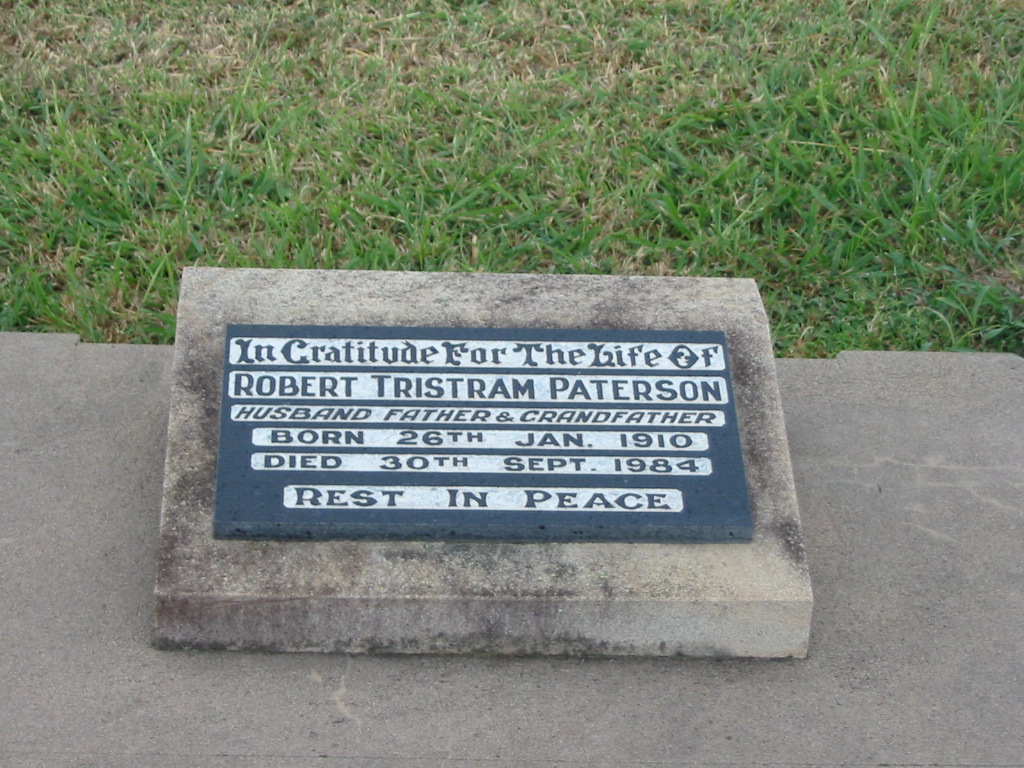 In Gratitude For The Life Of
ROBERT TRISTRAM PATERSON
HUSBAND FATHER & GRANDFATHER
BORN 26TH JAN. 1910
DIED 30TH SEPT. 1984
REST IN PEACE